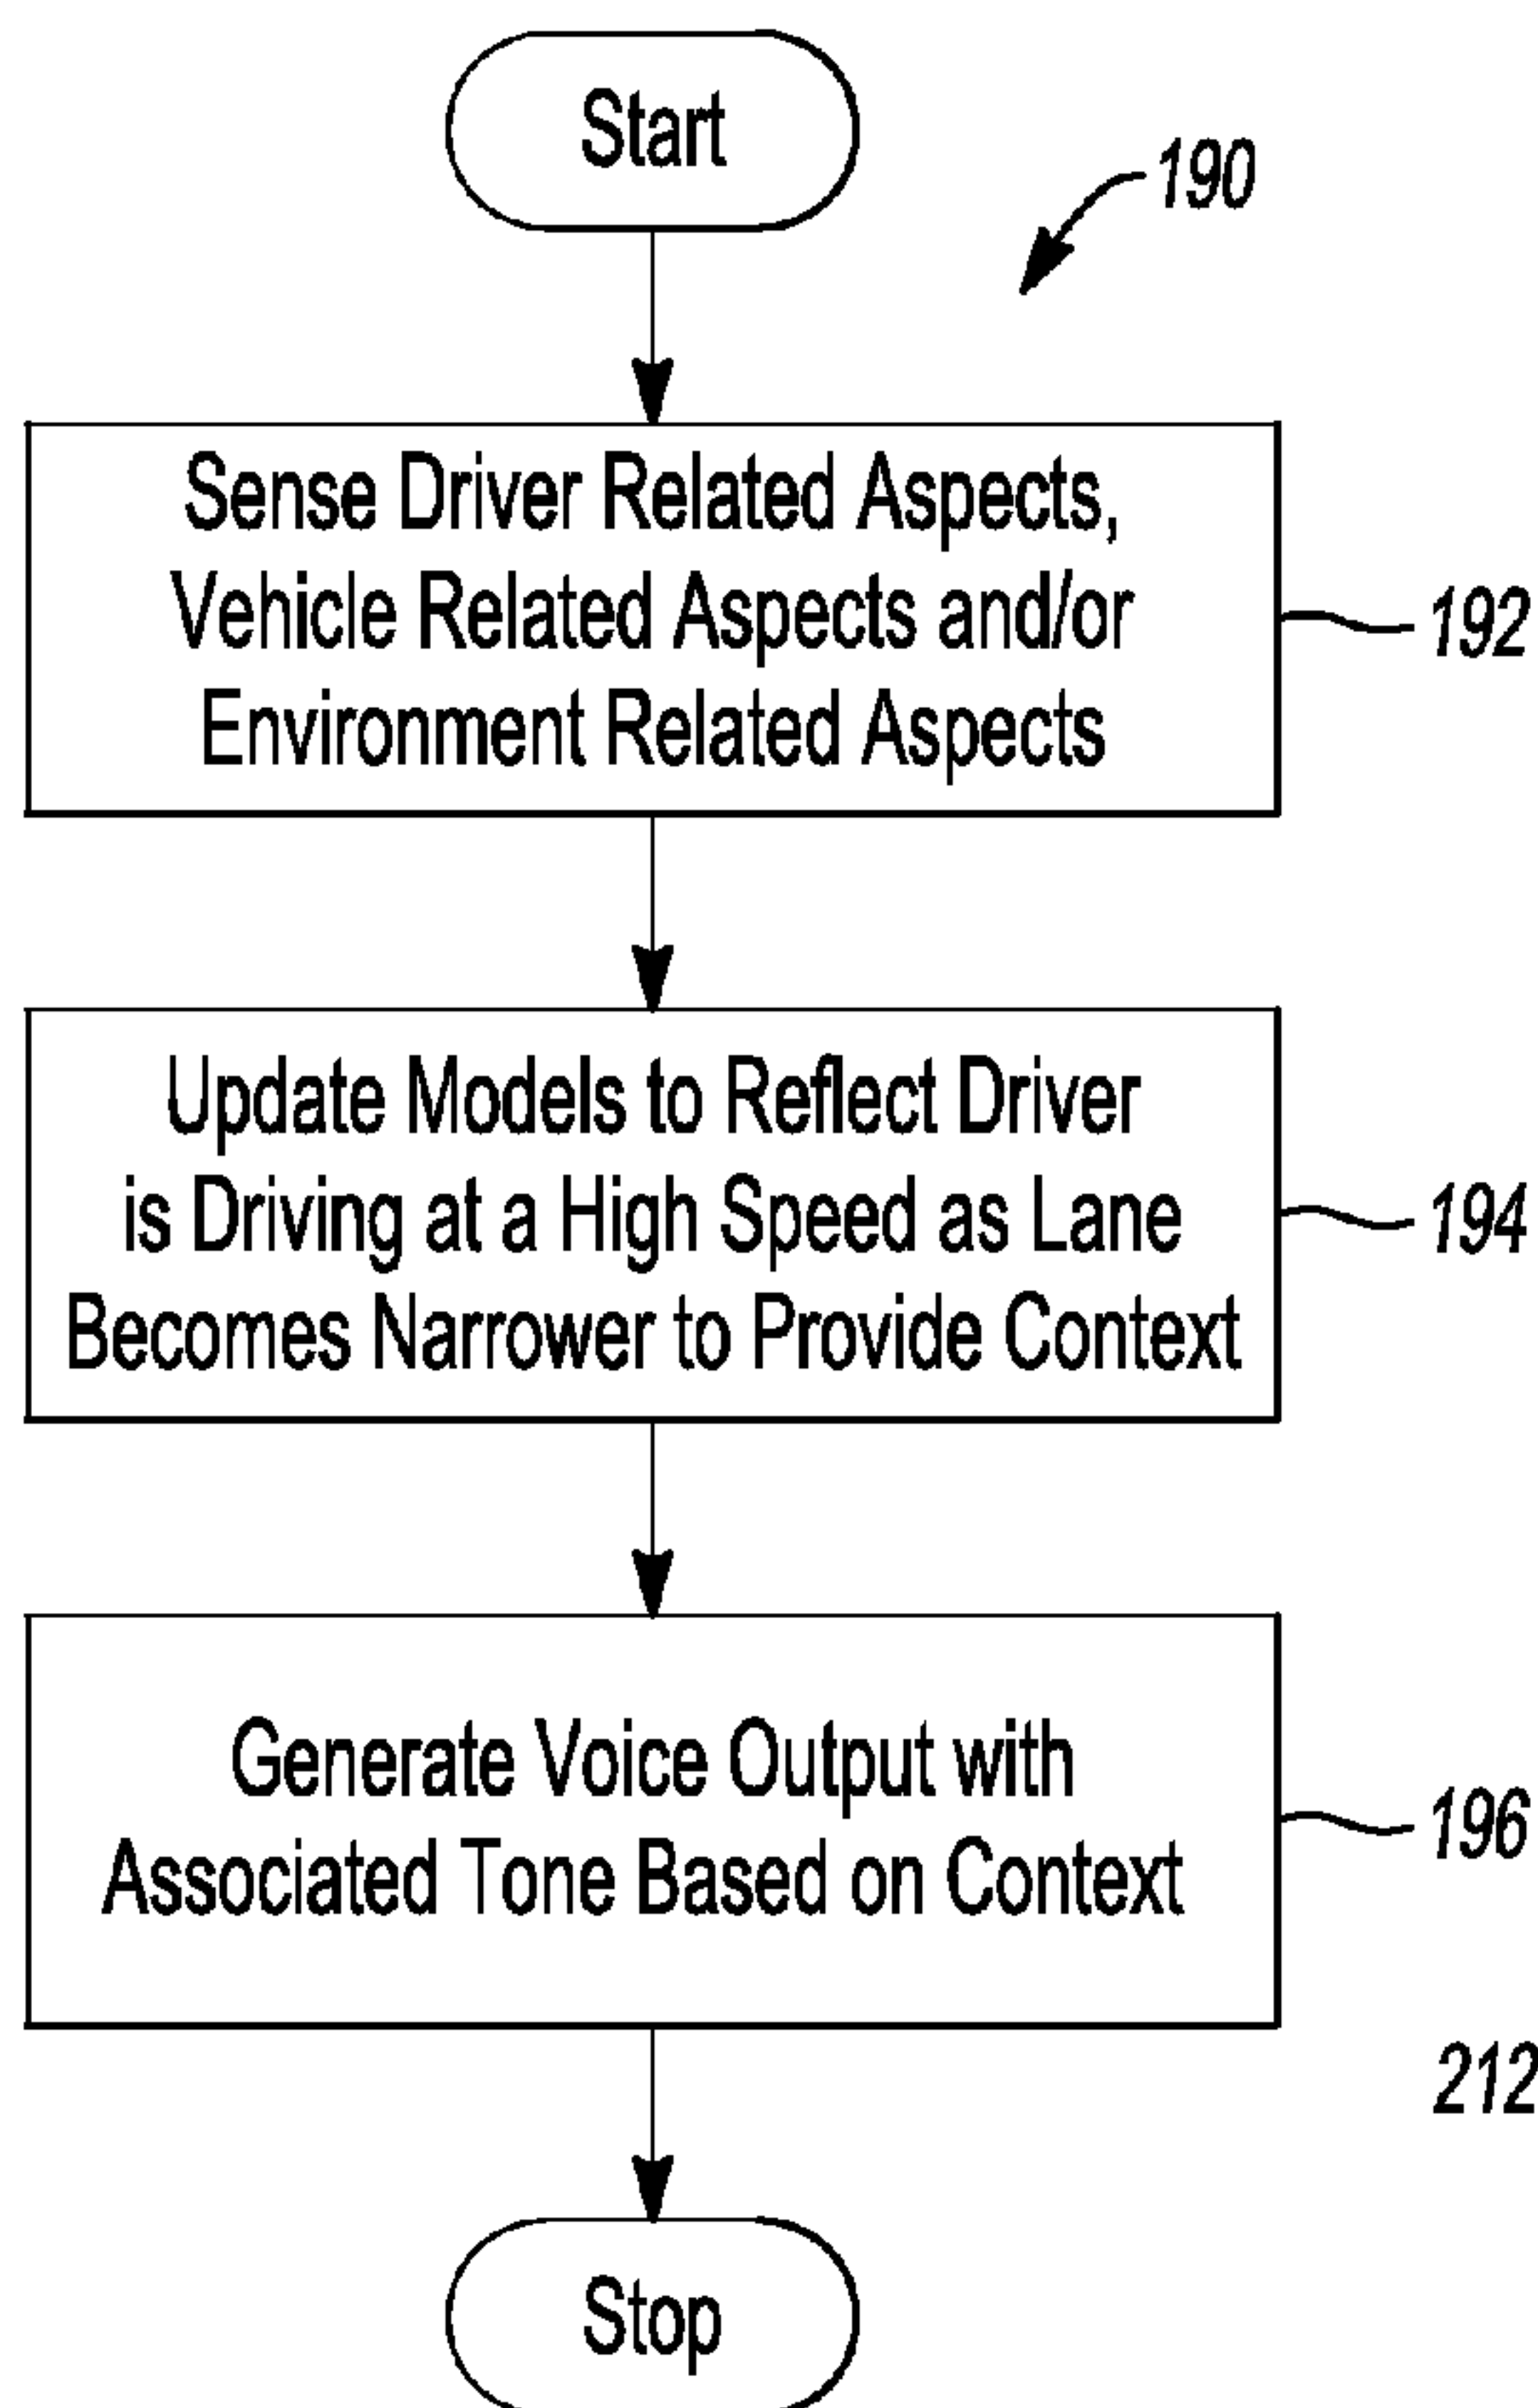 Start
190
Sense Driver Related Aspects,
Vehicle Related Aspects and/or
Environment Related Aspects
192
Update Models to Reflect Driver
is Driving at a High Speed as Lane
Becomes Narrower to Provide Context
194
Generate Voice Output with
Associated Tone Based on Context
196
212
Stop